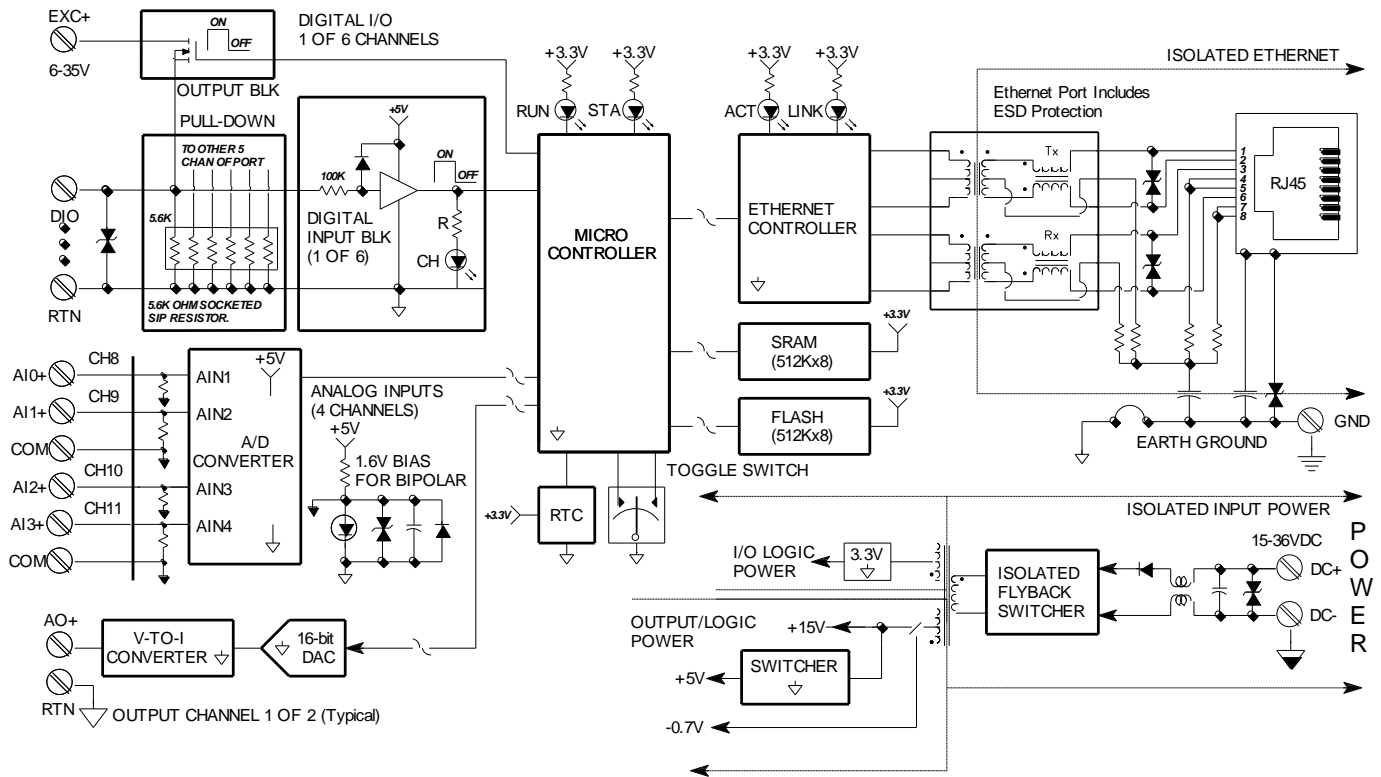 EXC+
6-35V
ON
OFF
OUTPUT BLK
DIGITAL I/O
1 OF 6 CHANNELS
PULL-DOWN
TO OTHER 5
CHAN OF PORT
5.6K
5.6K OHM SOCKETED
SIP RESISTOR.
DIO
RTN
+5V
100K
ON
OFF
DIGITAL
INPUT BLK
(1 OF 6)
R
CH
+3.3V
+3.3V
RUN
STA
MICRO
CONTROLLER
+3.3V
+3.3V
ACT
LINK
ETHERNET
CONTROLLER
Ethernet Port Includes
ESD Protection
Tx
Rx
ISOLATED ETHERNET
1
2
3
4
5
6
7
8
RJ45
SRAM
(512Kx8)
+3.3V
FLASH
(512Kx8)
+3.3V
EARTH GROUND
GND
AI0+
AI1+
COM
AI2+
AI3+
COM
CH8
CH9
CH10
CH11
AIN1
AIN2
AIN3
AIN4
+5V
A/D
CONVERTER
ANALOG INPUTS
(4 CHANNELS)
+5V
1.6V BIAS
FOR BIPOLAR
+3.3V
RTC
TOGGLE SWITCH
AO+
RTN
V-TO-I
CONVERTER
16-bit
DAC
OUTPUT CHANNEL 1 OF 2 (Typical)
ISOLATED INPUT POWER
I/O LOGIC
POWER
3.3V
OUTPUT/LOGIC
POWER
+15V
SWITCHER
+5V
-0.7V
ISOLATED
FLYBACK
SWITCHER
15-36VDC
DC+
DC-
POWER